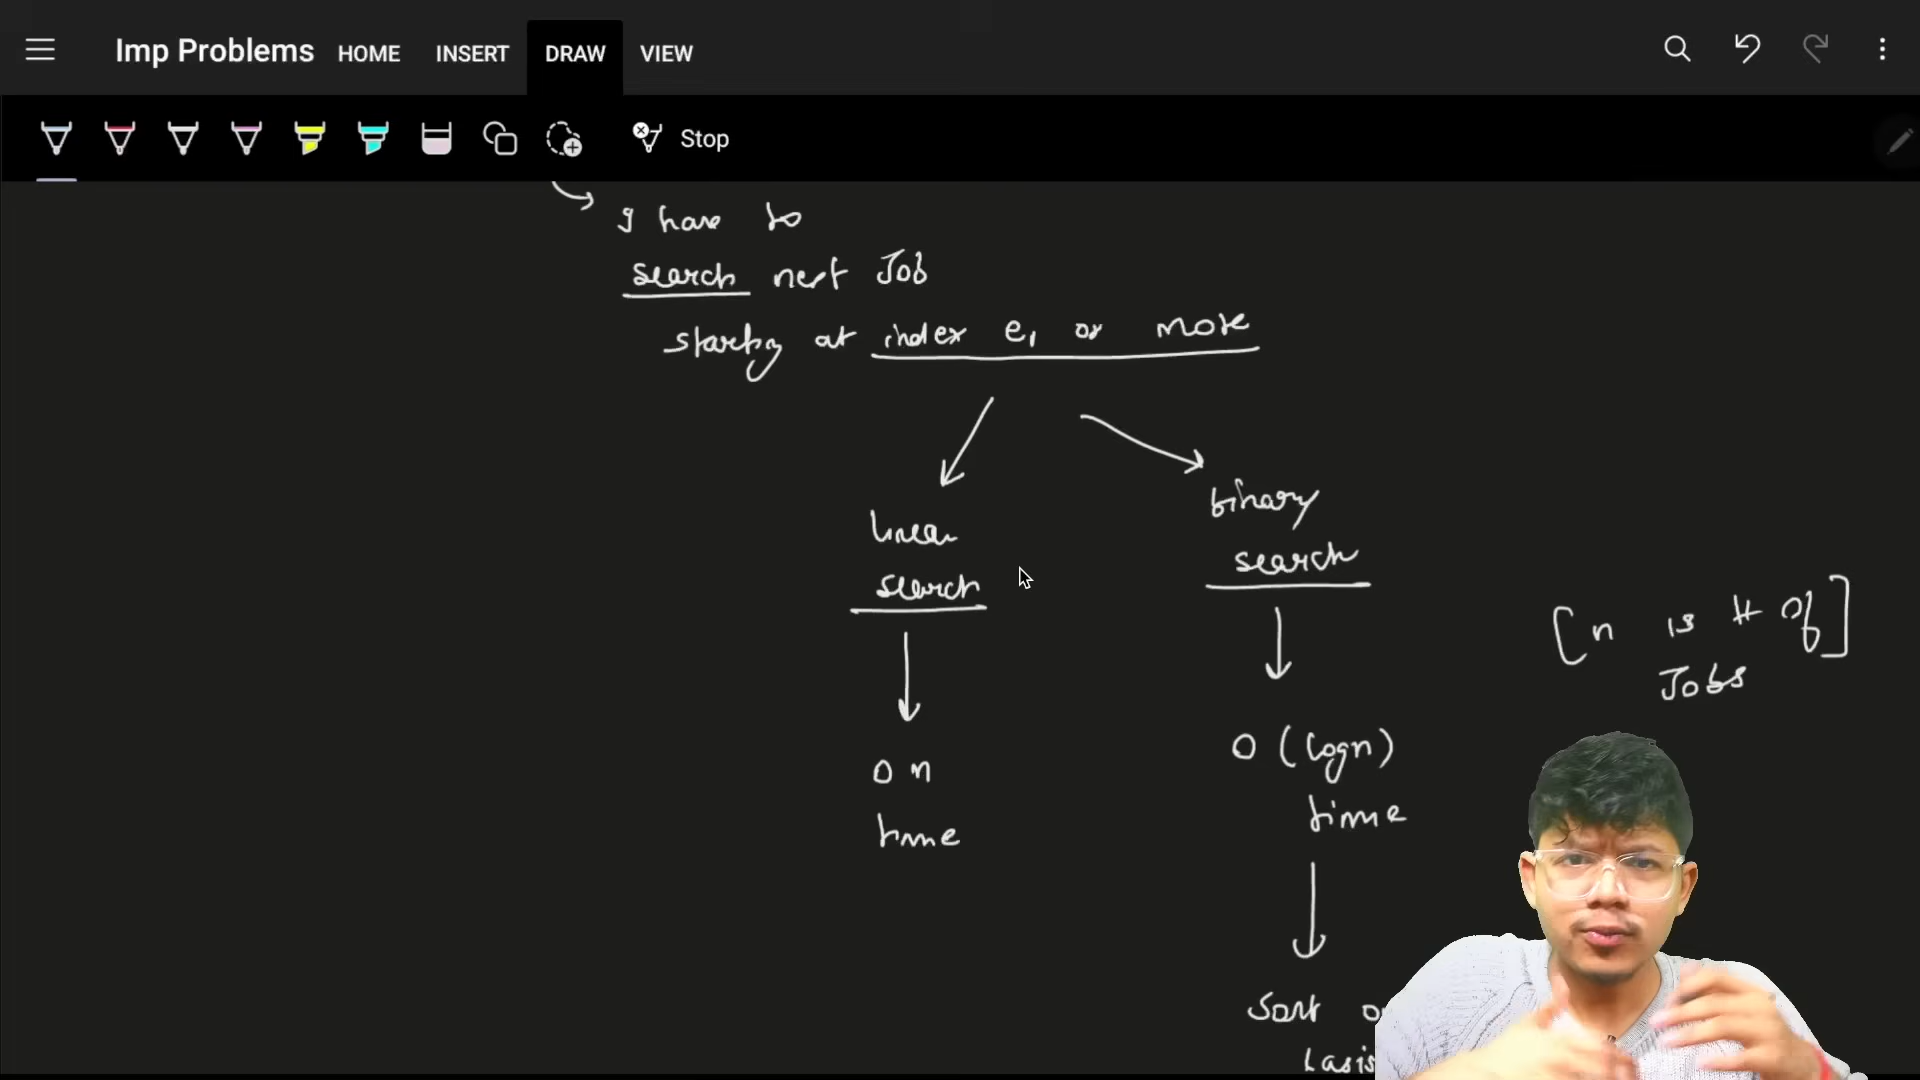 Imp Problems HOME INSERT DRAW VIEW
Stop
I have to
search next Job
starting at index e, or more
linear
search
binary
search
[n is # of]
Jobs
O n
time
O (logn)
time
Sort o
basis